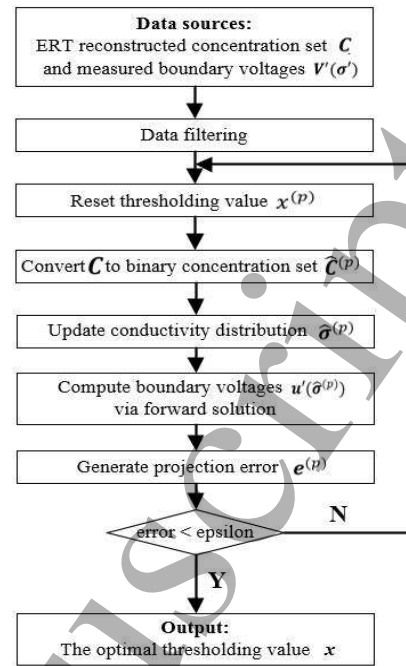 Data sources:
ERT reconstructed concentration set C
and measured boundary voltages V'(σ')
Data filtering
Reset thresholding value x^(p)
Convert C to binary concentration set Ĉ^(p)
Update conductivity distribution σ̂^(p)
Compute boundary voltages u'(σ̂^(p))
via forward solution
Generate projection error e^(p)
error < epsilon
N
Y
Output:
The optimal thresholding value x